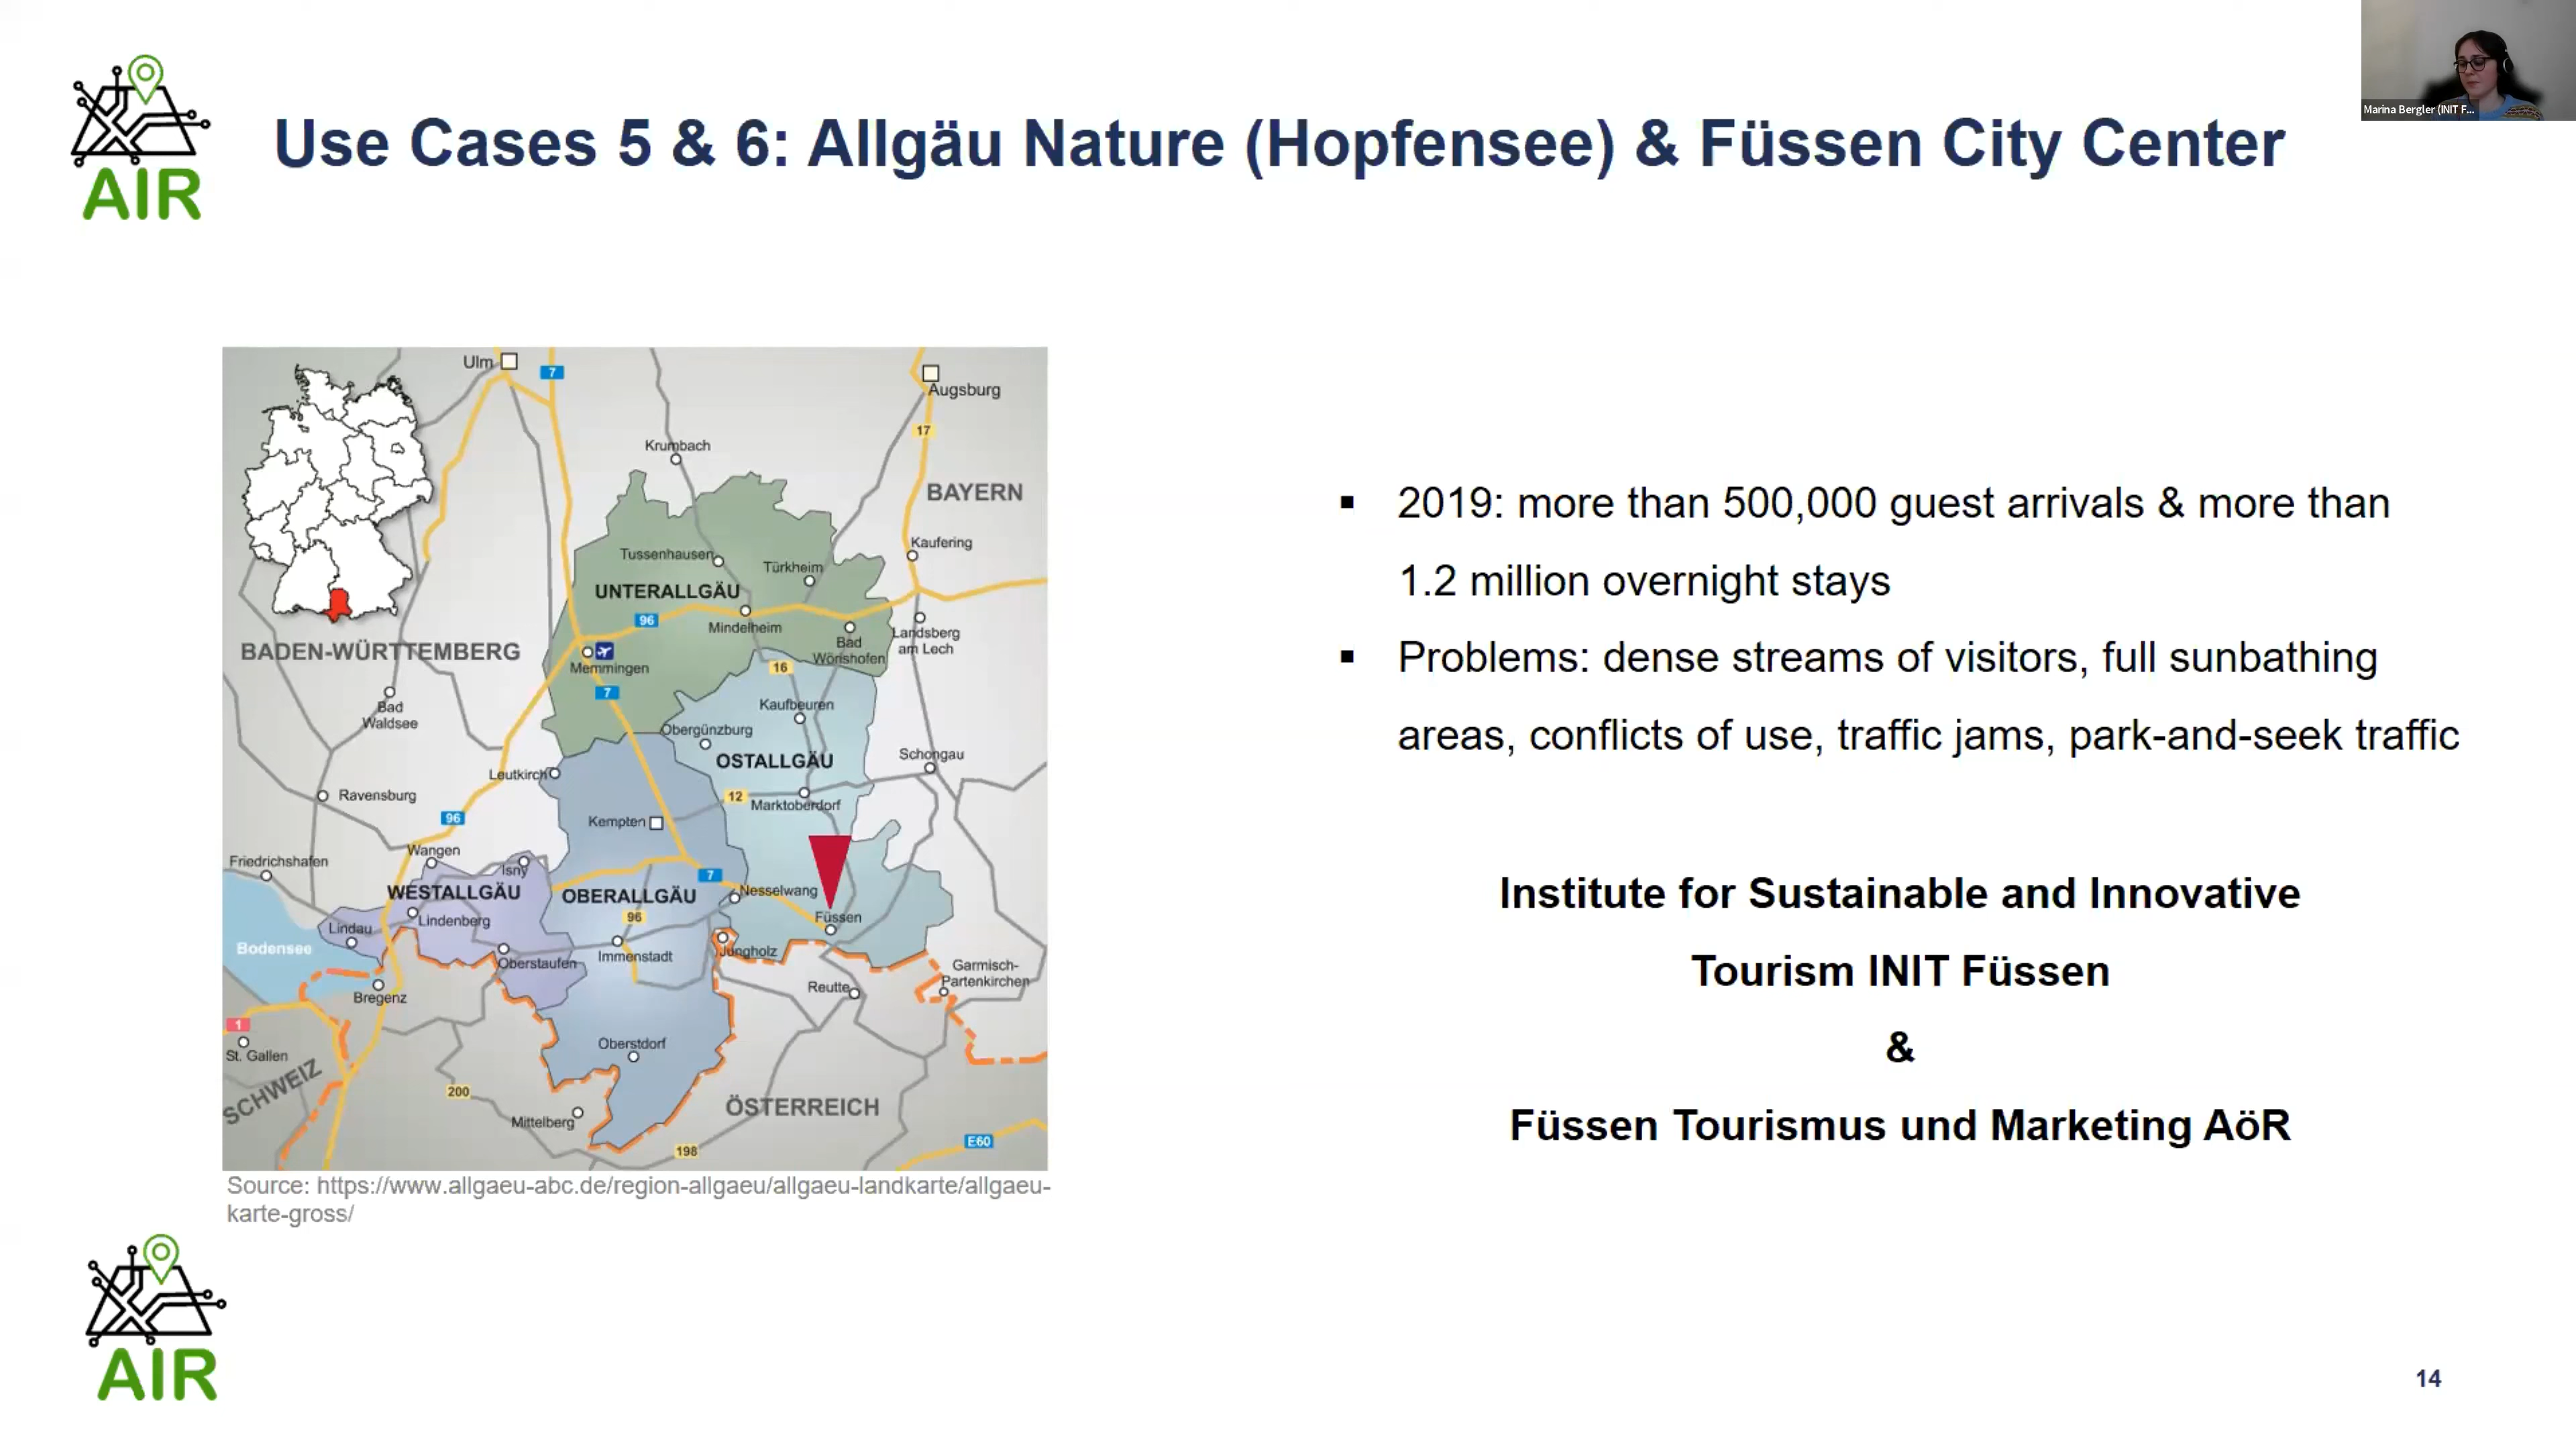 Marina Bergler (INIT F...
AIR
Use Cases 5 & 6: Allgäu Nature (Hopfensee) & Füssen City Center
Ulm
7
Augsburg
17
Krumbach
BAYERN
Kaufering
Tussenhausen
Türkheim
UNTERALLGÄU
96
Mindelheim
Landsberg
am Lech
Bad
Wörishofen
BADEN-WÜRTTEMBERG
Memmingen
16
7
Bad
Waldsee
Kaufbeuren
Obergünzburg
OSTALLGÄU
Schongau
Leutkirch
Ravensburg
12
Marktoberdorf
96
Kempten
Wangen
Friedrichshafen
Isny
7
WESTALLGÄU
OBERALLGÄU
Nesselwang
96
Füssen
Lindenberg
Lindau
Bodensee
Immenstadt
Jungholz
Oberstaufen
Garmisch-
Partenkirchen
Reutte
Bregenz
1
St. Gallen
Oberstdorf
SCHWEIZ
200
ÖSTERREICH
Mittelberg
E60
198
Source: https://www.allgaeu-abc.de/region-allgaeu/allgaeu-landkarte/allgaeu-
karte-gross/
▪ 2019: more than 500,000 guest arrivals & more than
1.2 million overnight stays
▪ Problems: dense streams of visitors, full sunbathing
areas, conflicts of use, traffic jams, park-and-seek traffic
Institute for Sustainable and Innovative
Tourism INIT Füssen
&
Füssen Tourismus und Marketing AöR
AIR
14